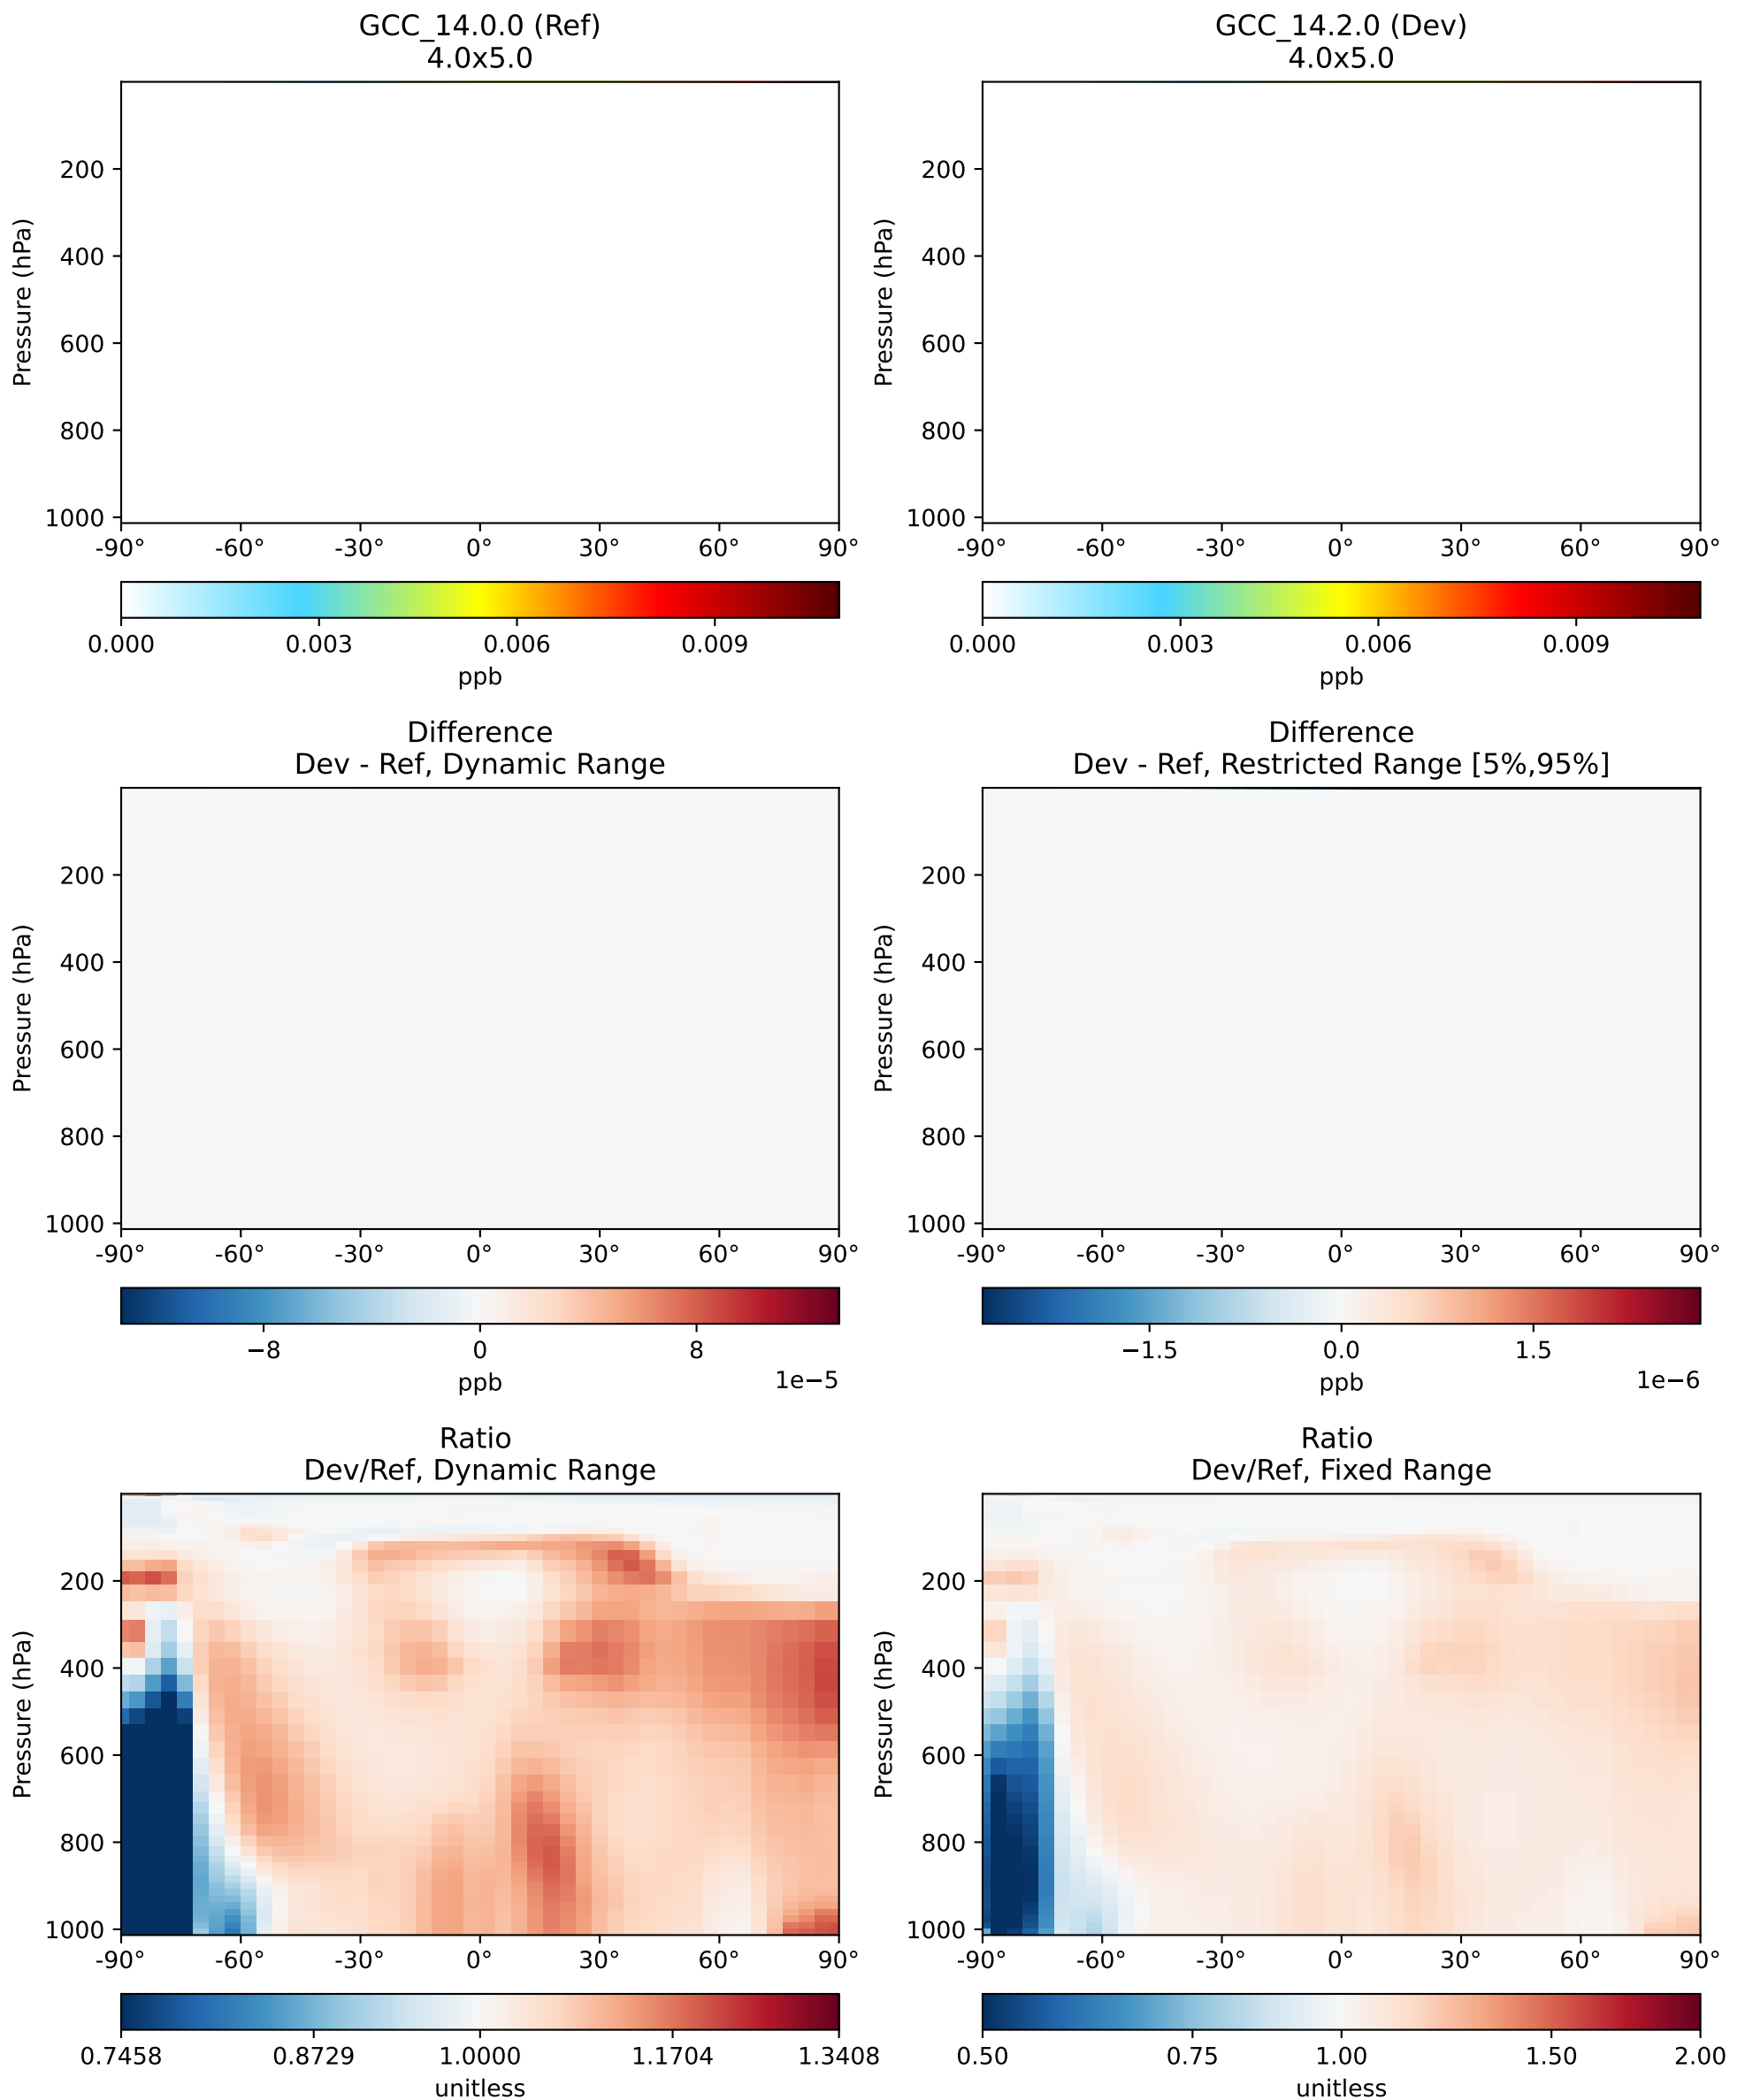 GCC_14.0.0 (Ref)
4.0x5.0
Pressure (hPa)
200
400
600
800
1000
-90° -60° -30° 0° 30° 60° 90°
0.000 0.003 0.006 0.009
ppb
GCC_14.2.0 (Dev)
4.0x5.0
Pressure (hPa)
200
400
600
800
1000
-90° -60° -30° 0° 30° 60° 90°
0.000 0.003 0.006 0.009
ppb
Difference
Dev - Ref, Dynamic Range
Pressure (hPa)
200
400
600
800
1000
-90° -60° -30° 0° 30° 60° 90°
−8 0 8
ppb 1e−5
Difference
Dev - Ref, Restricted Range [5%,95%]
Pressure (hPa)
200
400
600
800
1000
-90° -60° -30° 0° 30° 60° 90°
−1.5 0.0 1.5
ppb 1e−6
Ratio
Dev/Ref, Dynamic Range
Pressure (hPa)
200
400
600
800
1000
-90° -60° -30° 0° 30° 60° 90°
0.7458 0.8729 1.0000 1.1704 1.3408
unitless
Ratio
Dev/Ref, Fixed Range
Pressure (hPa)
200
400
600
800
1000
-90° -60° -30° 0° 30° 60° 90°
0.50 0.75 1.00 1.50 2.00
unitless